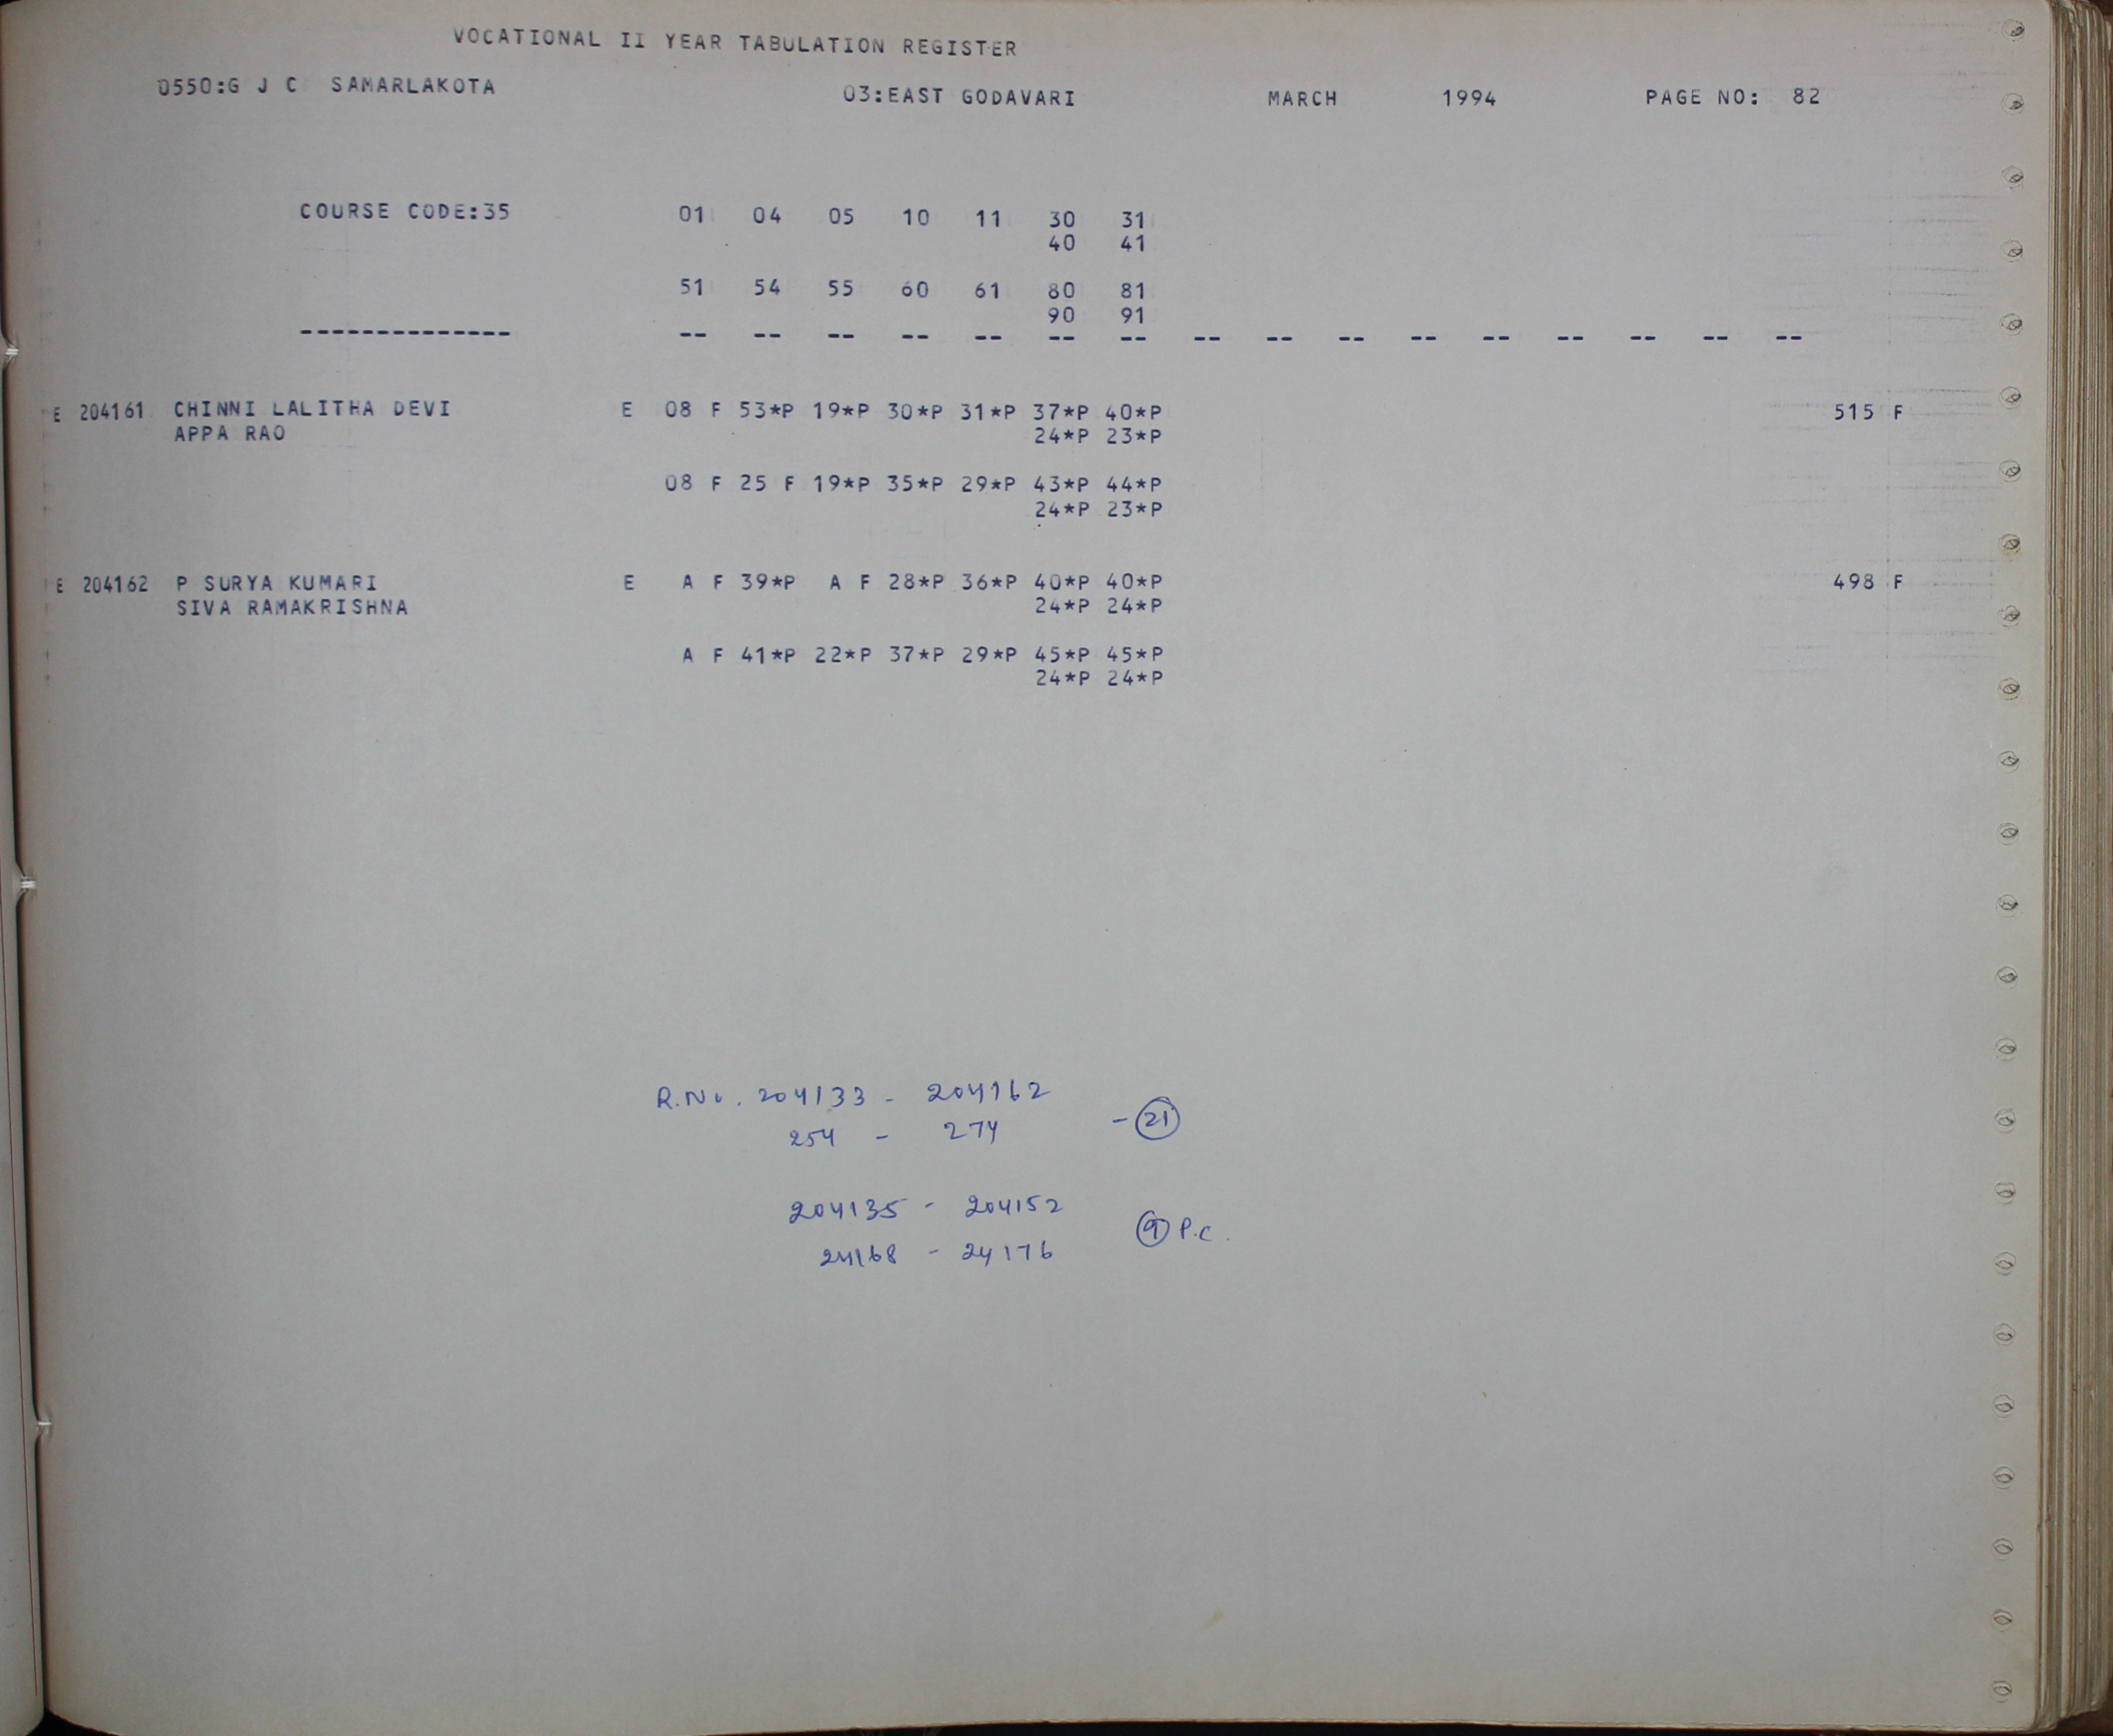 VOCATIONAL II YEAR TABULATION REGISTER
0550:G J C SAMARLAKOTA 03:EAST GODAVARI MARCH 1994 PAGE NO: 82
COURSE CODE:35 01 04 05 10 11 30 31
40 41
51 54 55 60 61 80 81
90 91
-------------- -- -- -- -- -- -- -- -- -- -- -- -- -- -- -- --
E 204161 CHINNI LALITHA DEVI E 08 F 53*P 19*P 30*P 31*P 37*P 40*P 515 F
APPA RAO 24*P 23*P
08 F 25 F 19*P 35*P 29*P 43*P 44*P
24*P 23*P
E 204162 P SURYA KUMARI E A F 39*P A F 28*P 36*P 40*P 40*P 498 F
SIVA RAMAKRISHNA 24*P 24*P
A F 41*P 22*P 37*P 29*P 45*P 45*P
24*P 24*P
R.No. 204133 - 204162
254 - 274 - 21
204135 - 204152
24168 - 24176 9 P.C.